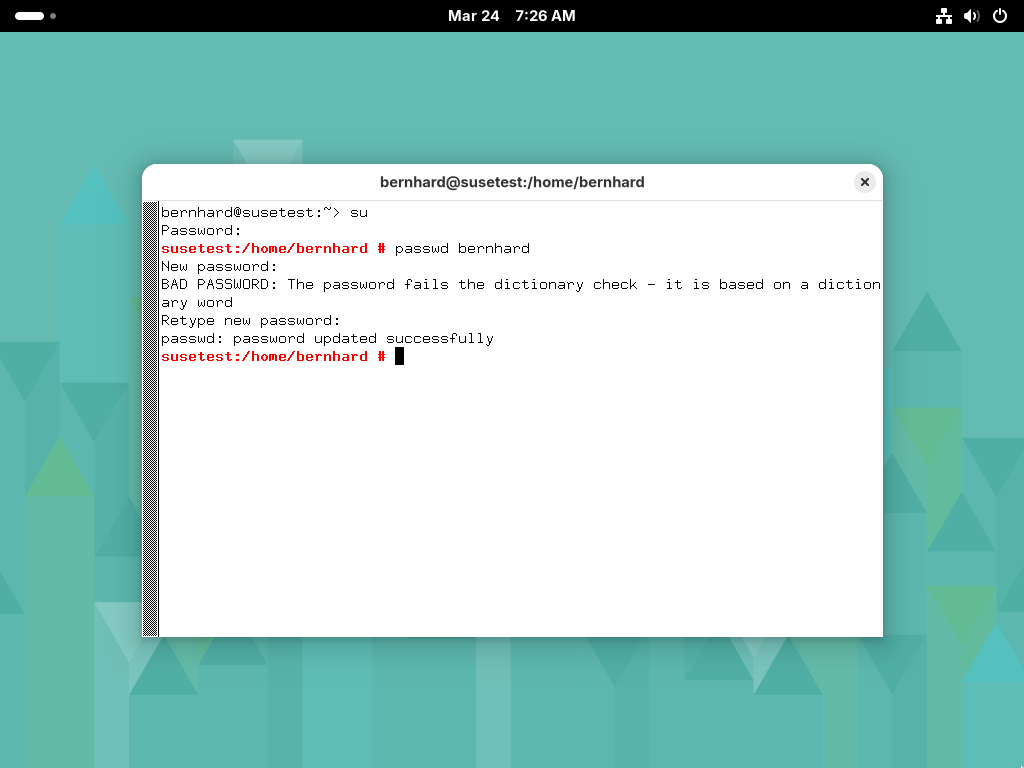 Mar 24 7:26 AM
bernhard@susetest:/home/bernhard
bernhard@susetest:~> su
Password:
susetest:/home/bernhard # passwd bernhard
New password:
BAD PASSWORD: The password fails the dictionary check - it is based on a diction
ary word
Retype new password:
passwd: password updated successfully
susetest:/home/bernhard #